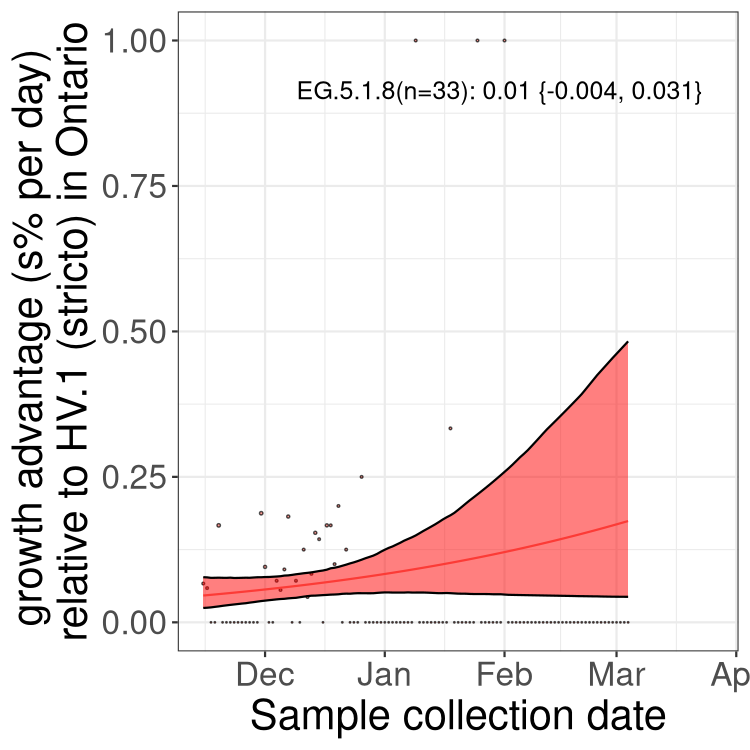 growth advantage (s% per day)
relative to HV.1 (stricto) in Ontario
1.00
0.75
0.50
0.25
0.00
EG.5.1.8(n=33): 0.01 {-0.004, 0.031}
Dec Jan Feb Mar Ap
Sample collection date